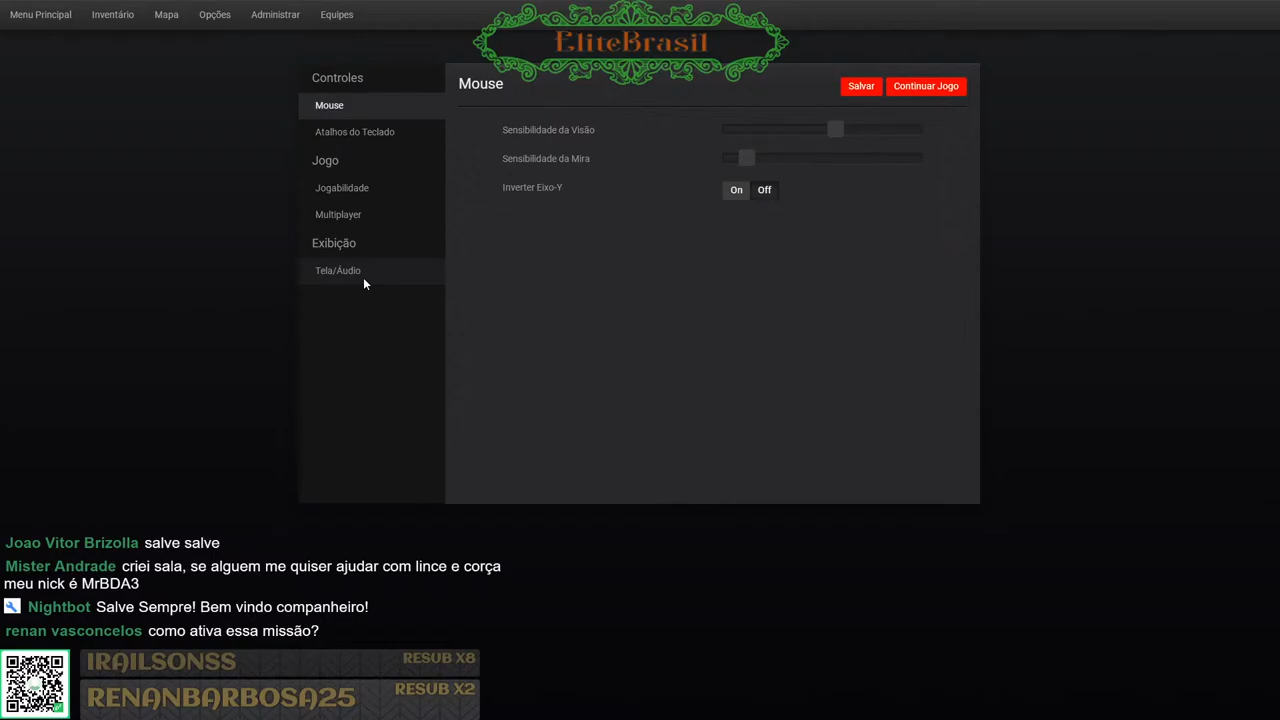 Menu Principal Inventário Mapa Opções Administrar Equipes
EliteBrasil
Controles
Mouse
Atalhos do Teclado
Jogo
Jogabilidade
Multiplayer
Exibição
Tela/Áudio
Mouse
Salvar Continuar Jogo
Sensibilidade da Visão
Sensibilidade da Mira
Inverter Eixo-Y On Off
Joao Vitor Brizolla salve salve
Mister Andrade criei sala, se alguem me quiser ajudar com lince e corça
meu nick é MrBDA3
Nightbot Salve Sempre! Bem vindo companheiro!
renan vasconcelos como ativa essa missão?
IRAILSONSS RESUB X8
RENANBARBOSA25 RESUB X2